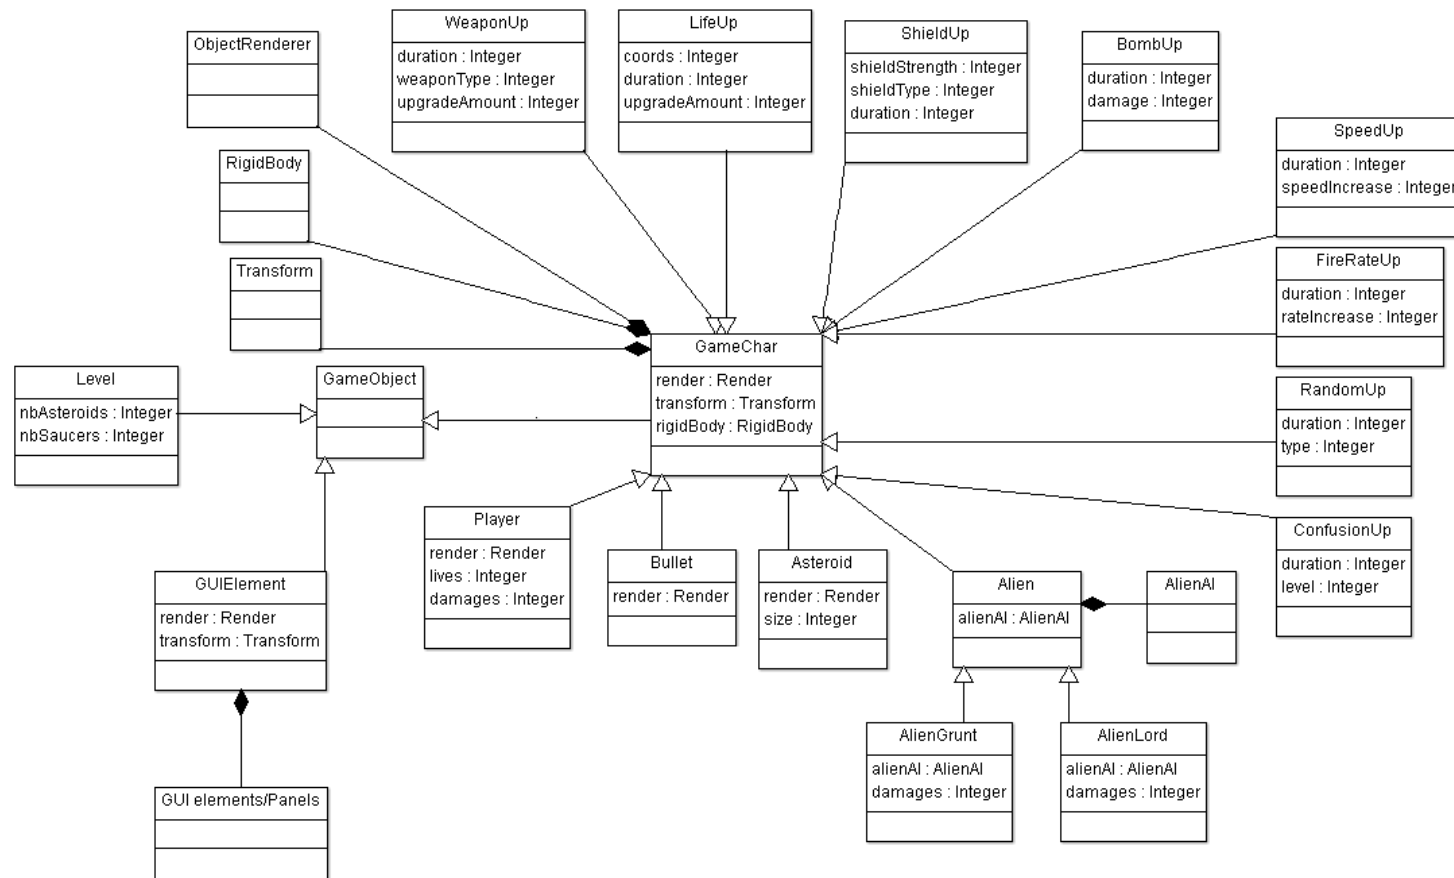 ObjectRenderer
WeaponUp
duration : Integer
weaponType : Integer
upgradeAmount : Integer
LifeUp
coords : Integer
duration : Integer
upgradeAmount : Integer
ShieldUp
shieldStrength : Integer
shieldType : Integer
duration : Integer
BombUp
duration : Integer
damage : Integer
SpeedUp
duration : Integer
speedIncrease : Integer
RigidBody
Transform
FireRateUp
duration : Integer
rateIncrease : Integer
GameChar
render : Render
transform : Transform
rigidBody : RigidBody
Level
nbAsteroids : Integer
nbSaucers : Integer
GameObject
RandomUp
duration : Integer
type : Integer
Player
render : Render
lives : Integer
damages : Integer
Bullet
render : Render
Asteroid
render : Render
size : Integer
Alien
alienAI : AlienAI
AlienAI
ConfusionUp
duration : Integer
level : Integer
GUIElement
render : Render
transform : Transform
AlienGrunt
alienAI : AlienAI
damages : Integer
AlienLord
alienAI : AlienAI
damages : Integer
GUI elements/Panels